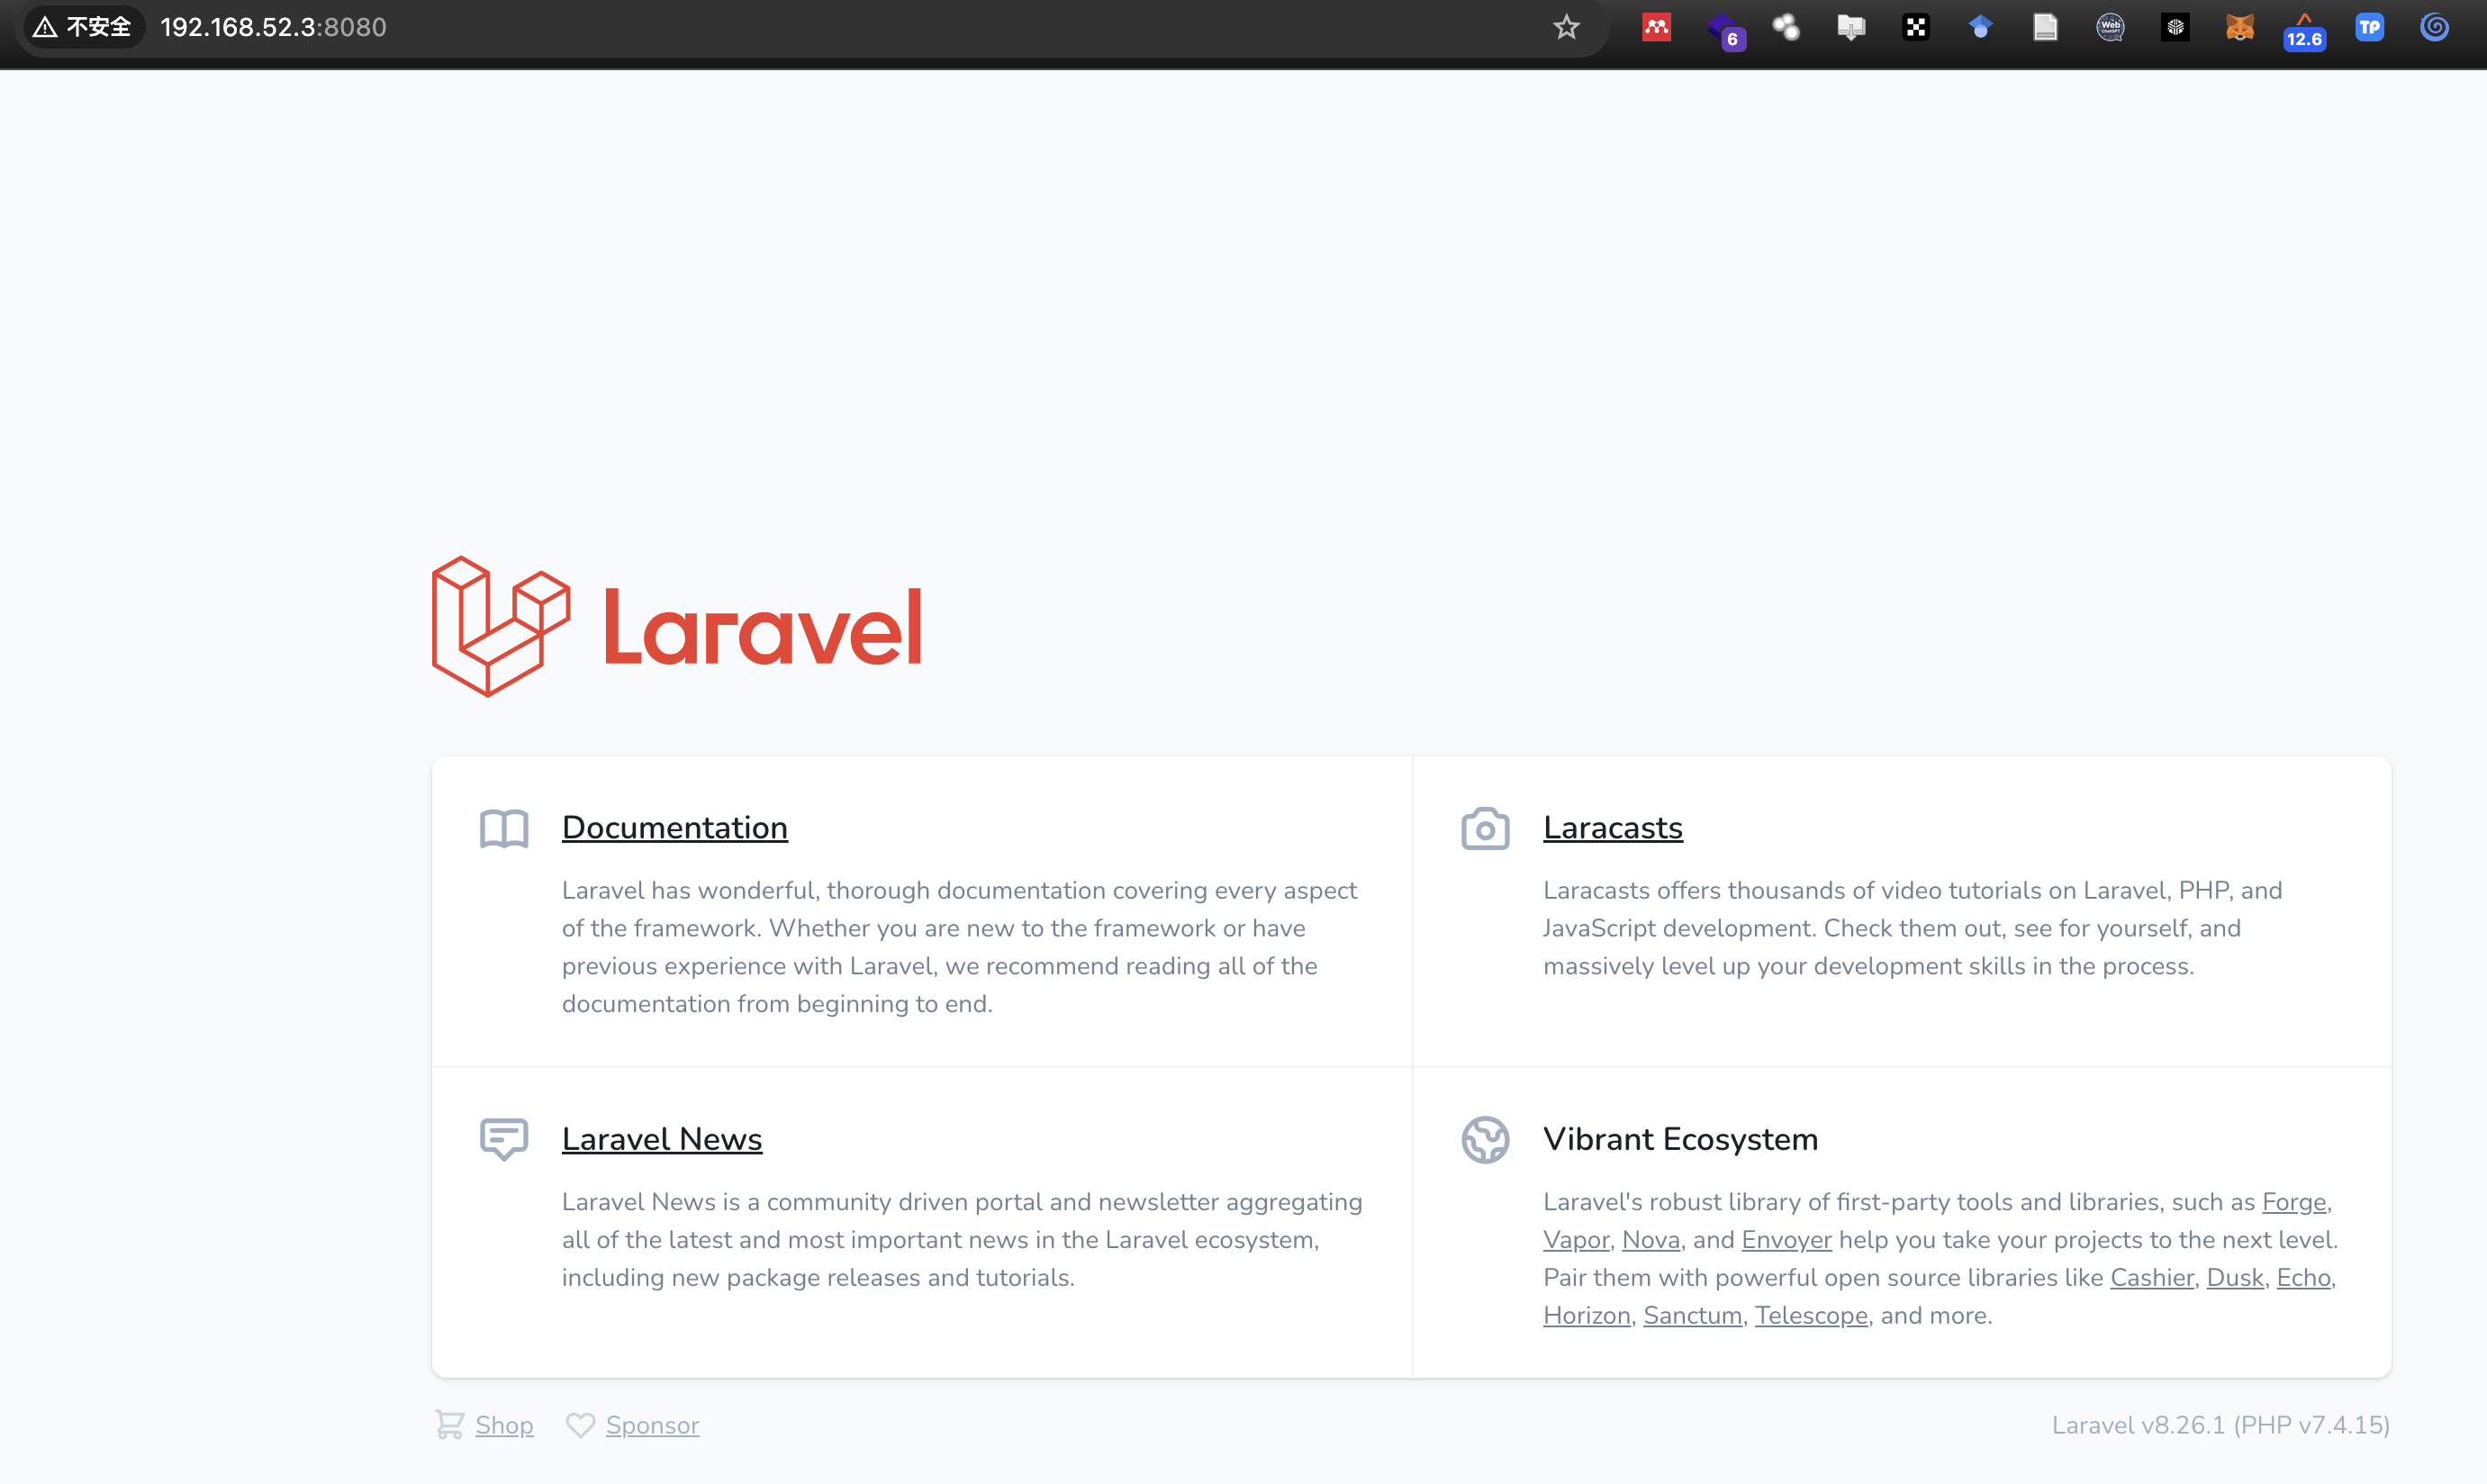 不安全 192.168.52.3:8080
6
Web
ChatGPT
12.6
TP
Laravel
Documentation
Laravel has wonderful, thorough documentation covering every aspect
of the framework. Whether you are new to the framework or have
previous experience with Laravel, we recommend reading all of the
documentation from beginning to end.
Laracasts
Laracasts offers thousands of video tutorials on Laravel, PHP, and
JavaScript development. Check them out, see for yourself, and
massively level up your development skills in the process.
Laravel News
Laravel News is a community driven portal and newsletter aggregating
all of the latest and most important news in the Laravel ecosystem,
including new package releases and tutorials.
Vibrant Ecosystem
Laravel's robust library of first-party tools and libraries, such as Forge,
Vapor, Nova, and Envoyer help you take your projects to the next level.
Pair them with powerful open source libraries like Cashier, Dusk, Echo,
Horizon, Sanctum, Telescope, and more.
Shop Sponsor
Laravel v8.26.1 (PHP v7.4.15)